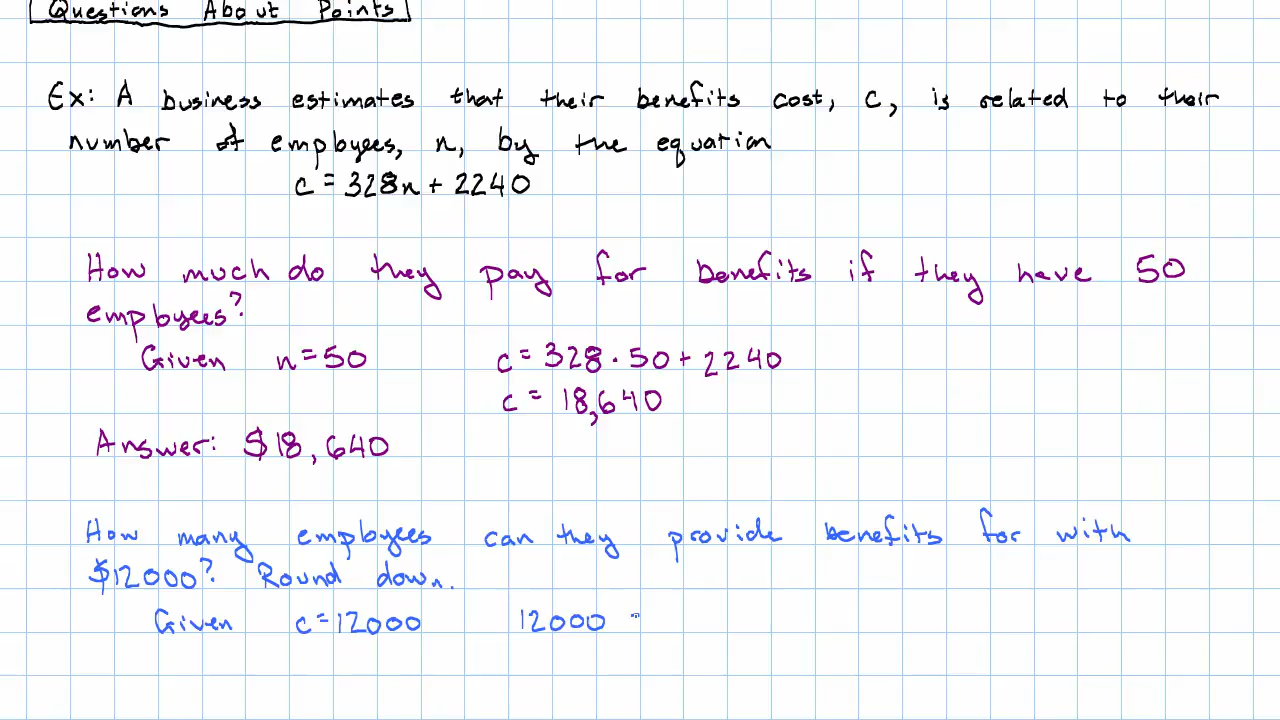 Questions About Points
Ex: A business estimates that their benefits cost, c, is related to their
number of employees, n, by the equation
c = 328n + 2240
How much do they pay for benefits if they have 50
employees?
Given n = 50 c = 328 · 50 + 2240
c = 18,640
Answer: $18,640
How many employees can they provide benefits for with
$12000? Round down.
Given c = 12000 12000